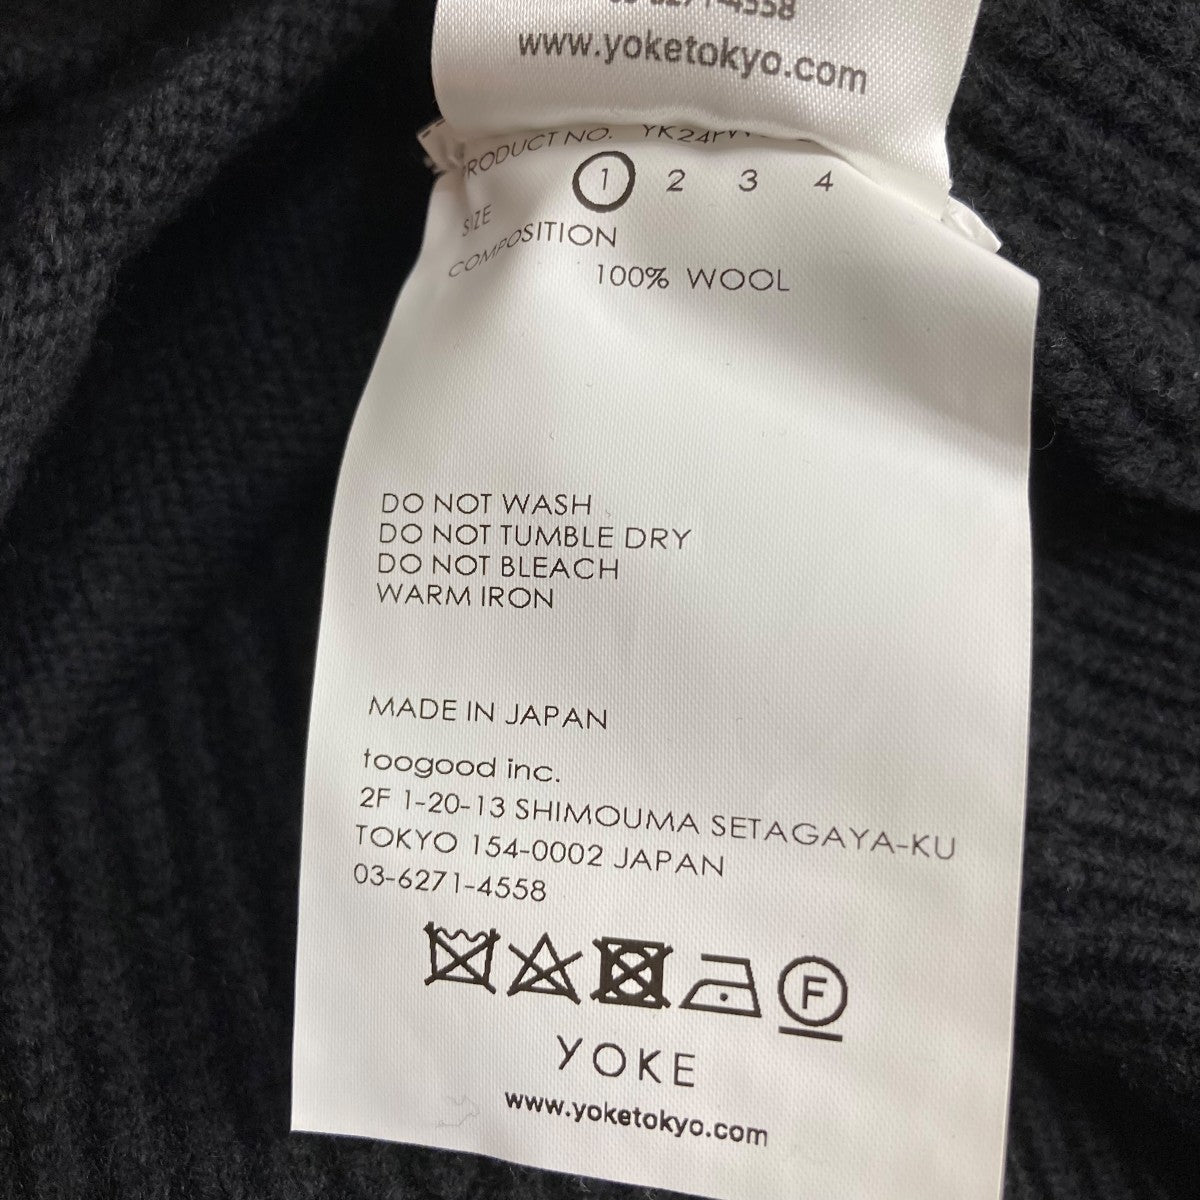 www.yoketokyo.com
PRODUCT NO.
SIZE 1 2 3 4
COMPOSITION
100% WOOL
DO NOT WASH
DO NOT TUMBLE DRY
DO NOT BLEACH
WARM IRON
MADE IN JAPAN
toogood inc.
2F 1-20-13 SHIMOUMA SETAGAYA-KU
TOKYO 154-0002 JAPAN
03-6271-4558
F
YOKE
www.yoketokyo.com